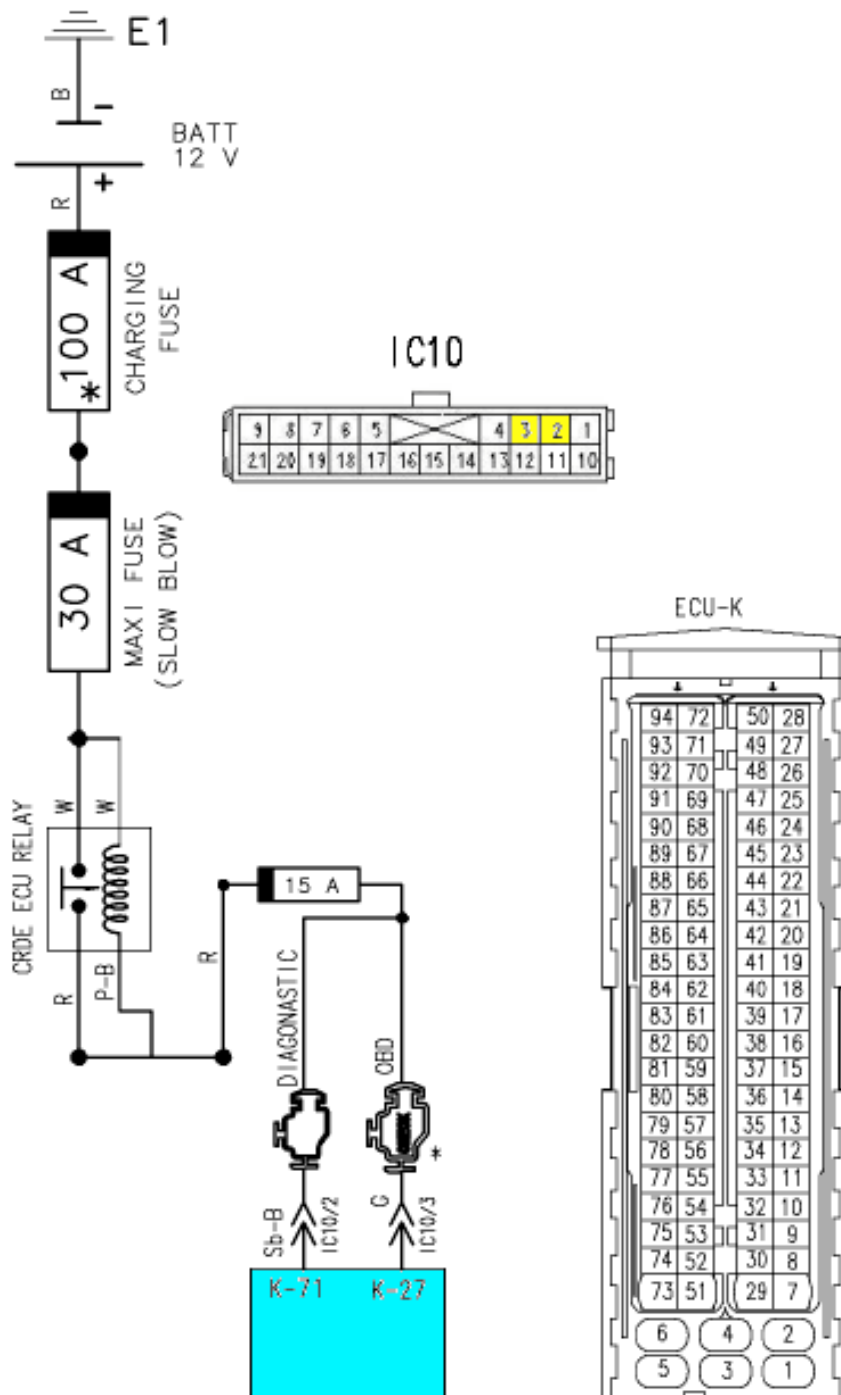 E1
B
-
BATT
12 V
+
R
*100 A
CHARGING
FUSE
IC10
9 8 7 6 5 4 3 2 1
21 20 19 18 17 16 15 14 13 12 11 10
30 A
MAXI FUSE
(SLOW BLOW)
ECU-K
94 72 50 28
93 71 49 27
92 70 48 26
91 69 47 25
90 68 46 24
89 67 45 23
88 66 44 22
87 65 43 21
86 64 42 20
85 63 41 19
84 62 40 18
83 61 39 17
82 60 38 16
81 59 37 15
80 58 36 14
79 57 35 13
78 56 34 12
77 55 33 11
76 54 32 10
75 53 31 9
74 52 30 8
73 51 29 7
6 4 2
5 3 1
W W
CRDE ECU RELAY
R
P-B
R
15 A
DIAGONASTIC
OBD
*
Sb-B
IC10/2
G
IC10/3
K-71 K-27